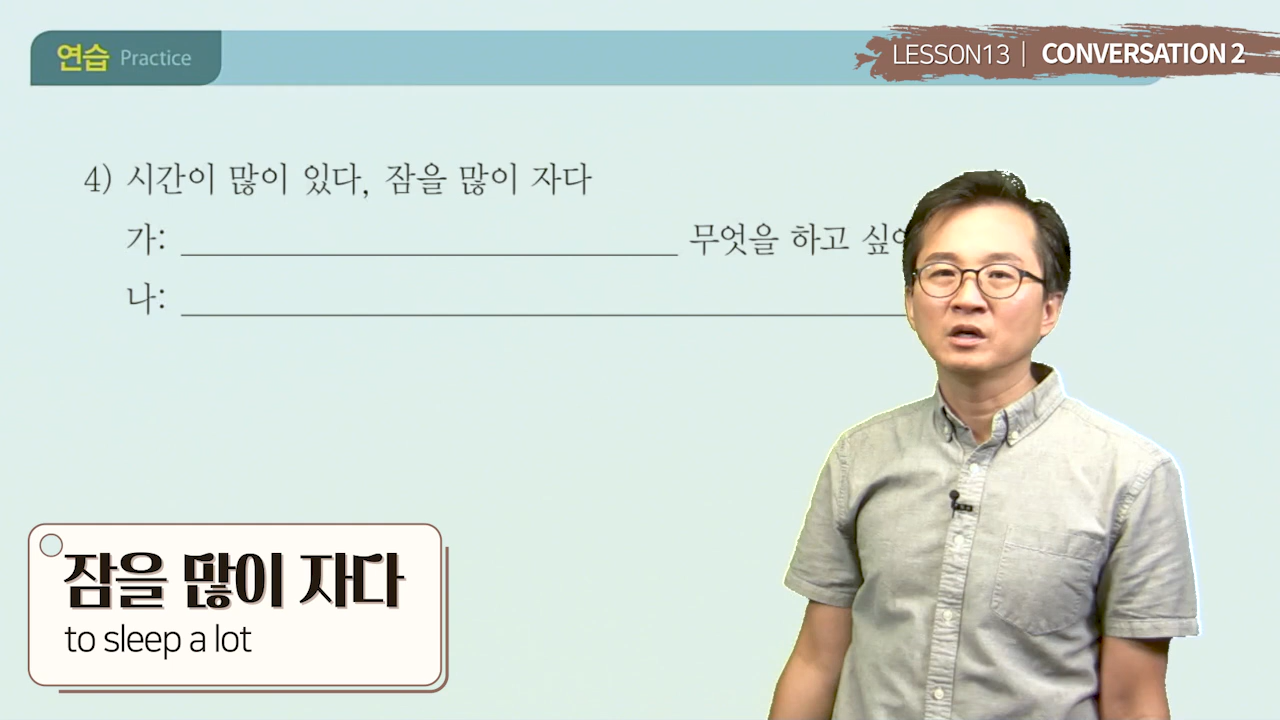 연습 Practice
LESSON13 | CONVERSATION 2
4) 시간이 많이 있다, 잠을 많이 자다
가: 무엇을 하고
나:
잠을 많이 자다
to sleep a lot